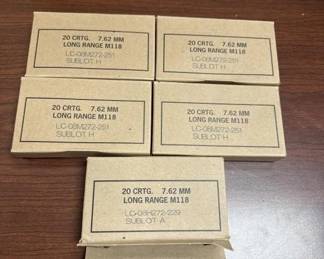 20 CRTG. 7.62 MM
LONG RANGE M118
LC-08M272-251
SUBLOT H
20 CRTG. 7.62 MM
LONG RANGE M118
LC-08M272-251
SUBLOT H
20 CRTG. 7.62 MM
LONG RANGE M118
LC-08M272-251
SUBLOT H
20 CRTG. 7.62 MM
LONG RANGE M118
LC-08M272-251
SUBLOT H
20 CRTG. 7.62 MM
LONG RANGE M118
LC-08H272-229
SUBLOT A